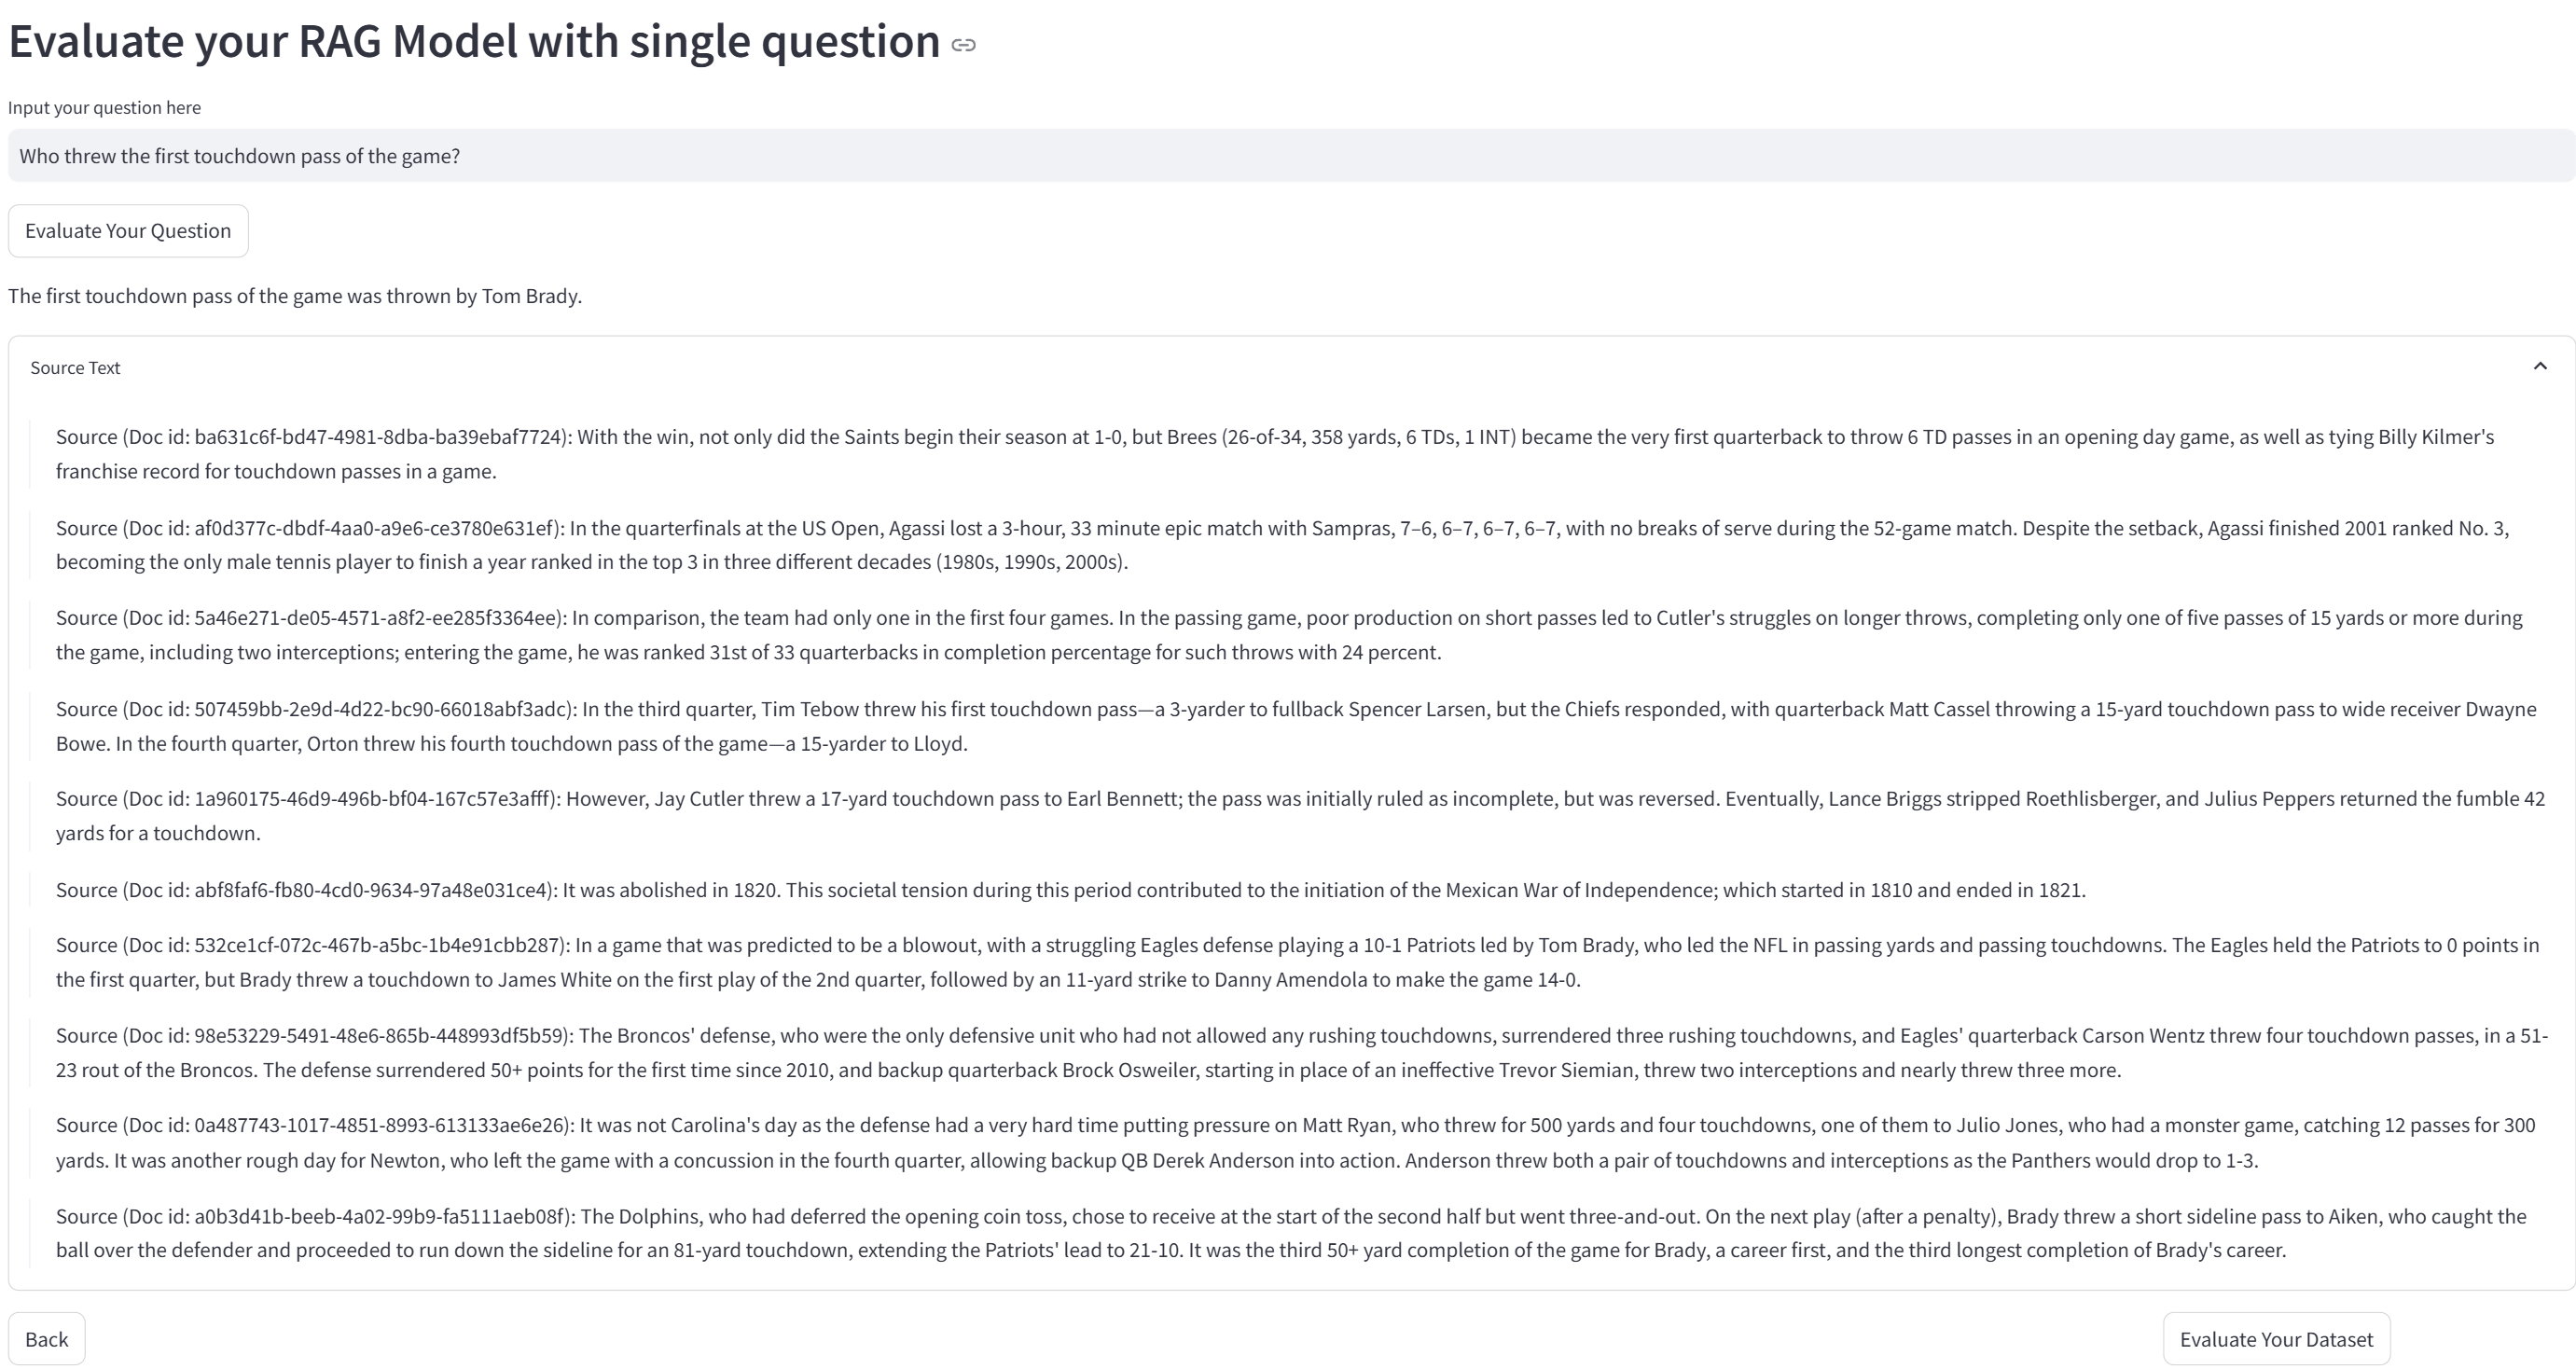 Evaluate your RAG Model with single question
Input your question here
Who threw the first touchdown pass of the game?
Evaluate Your Question
The first touchdown pass of the game was thrown by Tom Brady.
Source Text
Source (Doc id: ba631c6f-bd47-4981-8dba-ba39ebaf7724): With the win, not only did the Saints begin their season at 1-0, but Brees (26-of-34, 358 yards, 6 TDs, 1 INT) became the very first quarterback to throw 6 TD passes in an opening day game, as well as tying Billy Kilmer's
franchise record for touchdown passes in a game.
Source (Doc id: af0d377c-dbdf-4aa0-a9e6-ce3780e631ef): In the quarterfinals at the US Open, Agassi lost a 3-hour, 33 minute epic match with Sampras, 7–6, 6–7, 6–7, 6–7, with no breaks of serve during the 52-game match. Despite the setback, Agassi finished 2001 ranked No. 3,
becoming the only male tennis player to finish a year ranked in the top 3 in three different decades (1980s, 1990s, 2000s).
Source (Doc id: 5a46e271-de05-4571-a8f2-ee285f3364ee): In comparison, the team had only one in the first four games. In the passing game, poor production on short passes led to Cutler's struggles on longer throws, completing only one of five passes of 15 yards or more during
the game, including two interceptions; entering the game, he was ranked 31st of 33 quarterbacks in completion percentage for such throws with 24 percent.
Source (Doc id: 507459bb-2e9d-4d22-bc90-66018abf3adc): In the third quarter, Tim Tebow threw his first touchdown pass—a 3-yarder to fullback Spencer Larsen, but the Chiefs responded, with quarterback Matt Cassel throwing a 15-yard touchdown pass to wide receiver Dwayne
Bowe. In the fourth quarter, Orton threw his fourth touchdown pass of the game—a 15-yarder to Lloyd.
Source (Doc id: 1a960175-46d9-496b-bf04-167c57e3afff): However, Jay Cutler threw a 17-yard touchdown pass to Earl Bennett; the pass was initially ruled as incomplete, but was reversed. Eventually, Lance Briggs stripped Roethlisberger, and Julius Peppers returned the fumble 42
yards for a touchdown.
Source (Doc id: abf8faf6-fb80-4cd0-9634-97a48e031ce4): It was abolished in 1820. This societal tension during this period contributed to the initiation of the Mexican War of Independence; which started in 1810 and ended in 1821.
Source (Doc id: 532ce1cf-072c-467b-a5bc-1b4e91cbb287): In a game that was predicted to be a blowout, with a struggling Eagles defense playing a 10-1 Patriots led by Tom Brady, who led the NFL in passing yards and passing touchdowns. The Eagles held the Patriots to 0 points in
the first quarter, but Brady threw a touchdown to James White on the first play of the 2nd quarter, followed by an 11-yard strike to Danny Amendola to make the game 14-0.
Source (Doc id: 98e53229-5491-48e6-865b-448993df5b59): The Broncos' defense, who were the only defensive unit who had not allowed any rushing touchdowns, surrendered three rushing touchdowns, and Eagles' quarterback Carson Wentz threw four touchdown passes, in a 51-
23 rout of the Broncos. The defense surrendered 50+ points for the first time since 2010, and backup quarterback Brock Osweiler, starting in place of an ineffective Trevor Siemian, threw two interceptions and nearly threw three more.
Source (Doc id: 0a487743-1017-4851-8993-613133ae6e26): It was not Carolina's day as the defense had a very hard time putting pressure on Matt Ryan, who threw for 500 yards and four touchdowns, one of them to Julio Jones, who had a monster game, catching 12 passes for 300
yards. It was another rough day for Newton, who left the game with a concussion in the fourth quarter, allowing backup QB Derek Anderson into action. Anderson threw both a pair of touchdowns and interceptions as the Panthers would drop to 1-3.
Source (Doc id: a0b3d41b-beeb-4a02-99b9-fa5111aeb08f): The Dolphins, who had deferred the opening coin toss, chose to receive at the start of the second half but went three-and-out. On the next play (after a penalty), Brady threw a short sideline pass to Aiken, who caught the
ball over the defender and proceeded to run down the sideline for an 81-yard touchdown, extending the Patriots' lead to 21-10. It was the third 50+ yard completion of the game for Brady, a career first, and the third longest completion of Brady's career.
Back
Evaluate Your Dataset